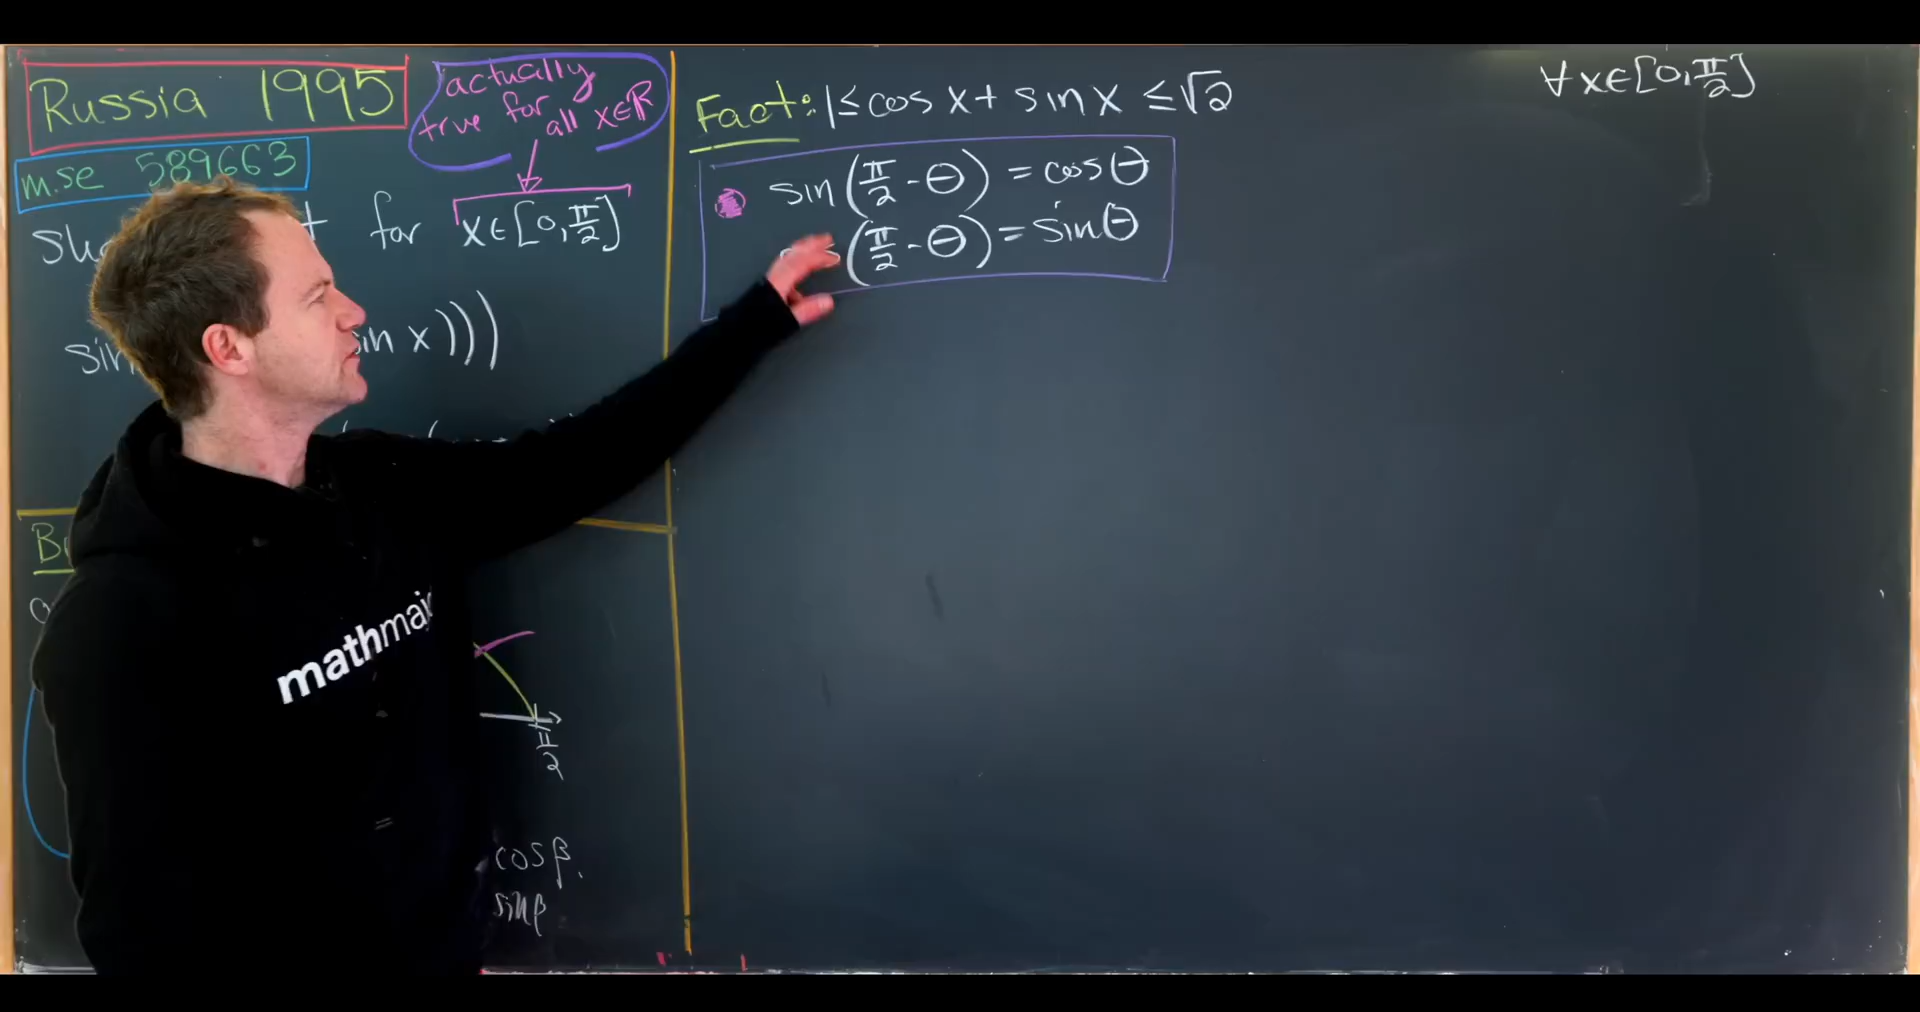 Russia 1995
actually
true for
all x∈ℝ
m.se 589663
for x∈[0,π/2]
sin x)))
Fact: 1≤cos x+ sin x ≤√2
∀ x∈[0,π/2]
sin(π/2 - Θ) = cos Θ
(π/2 - Θ) = sin Θ
mathmaj
π/2
cos β.
sin β